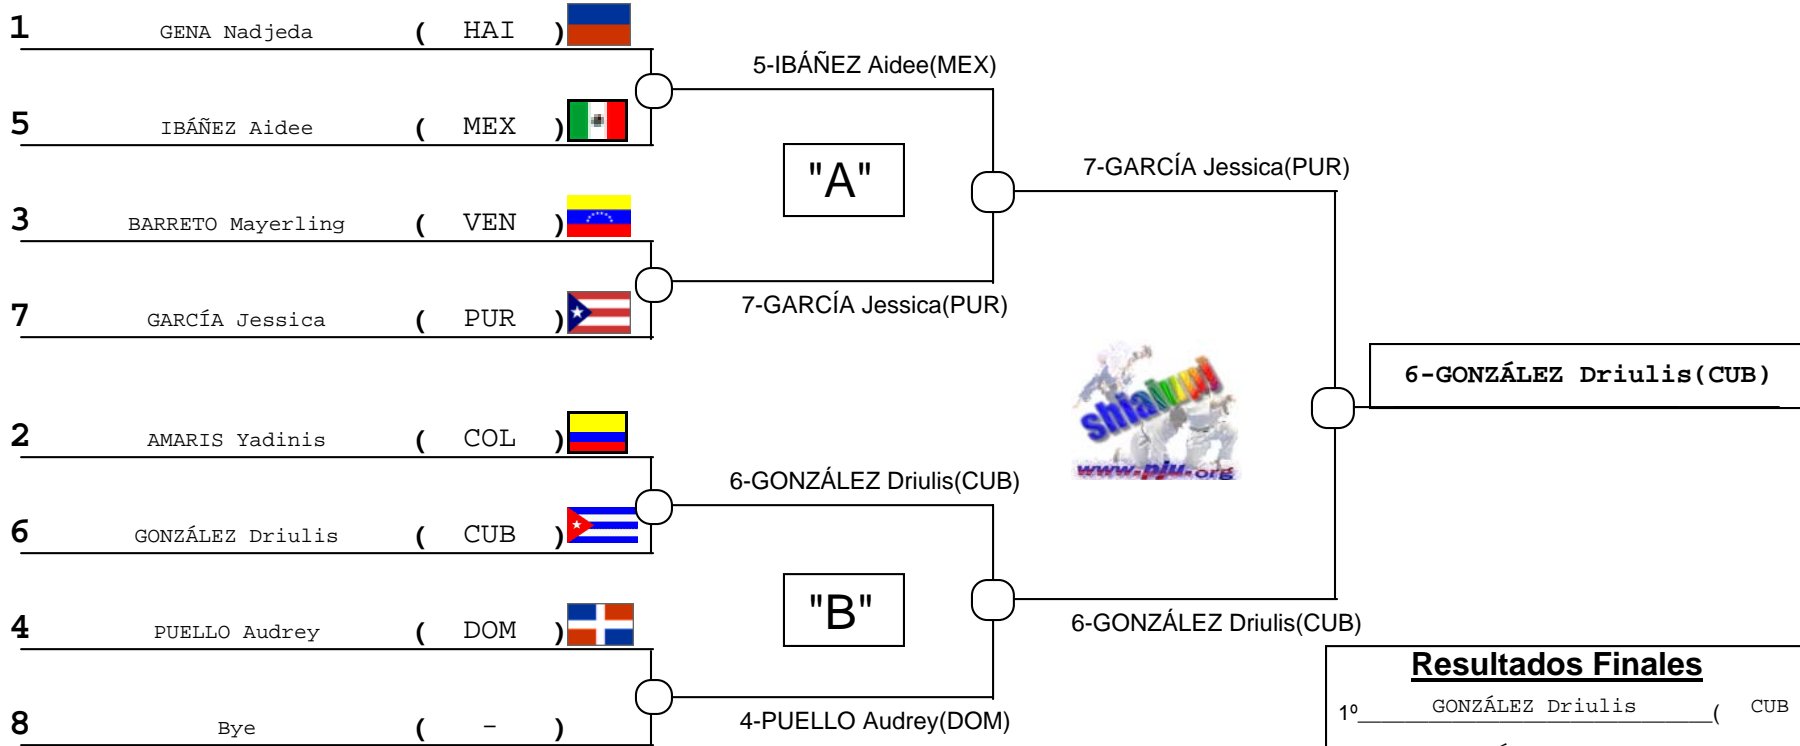 1 GENA Nadjeda ( HAI )
5-IBÁÑEZ Aidee(MEX)
5 IBÁÑEZ Aidee ( MEX )
"A"
7-GARCÍA Jessica(PUR)
3 BARRETO Mayerling ( VEN )
7-GARCÍA Jessica(PUR)
7 GARCÍA Jessica ( PUR )
shiai
www.pju.org
6-GONZÁLEZ Driulis(CUB)
2 AMARIS Yadinis ( COL )
6-GONZÁLEZ Driulis(CUB)
6 GONZÁLEZ Driulis ( CUB )
"B"
6-GONZÁLEZ Driulis(CUB)
4 PUELLO Audrey ( DOM )
4-PUELLO Audrey(DOM)
8 Bye ( - )
Resultados Finales
1º GONZÁLEZ Driulis ( CUB